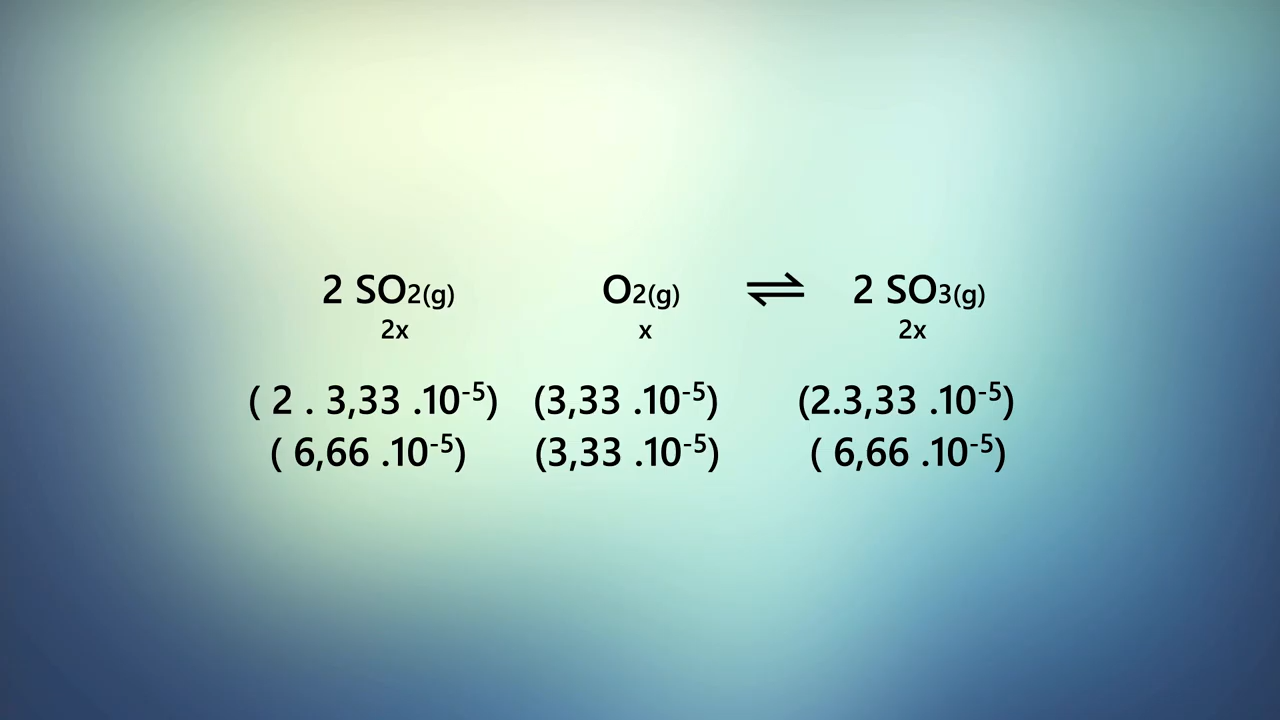 2 SO2(g) O2(g) ⇌ 2 SO3(g)
2x x 2x
( 2 . 3,33 .10⁻⁵) (3,33 .10⁻⁵) (2.3,33 .10⁻⁵)
( 6,66 .10⁻⁵) (3,33 .10⁻⁵) ( 6,66 .10⁻⁵)